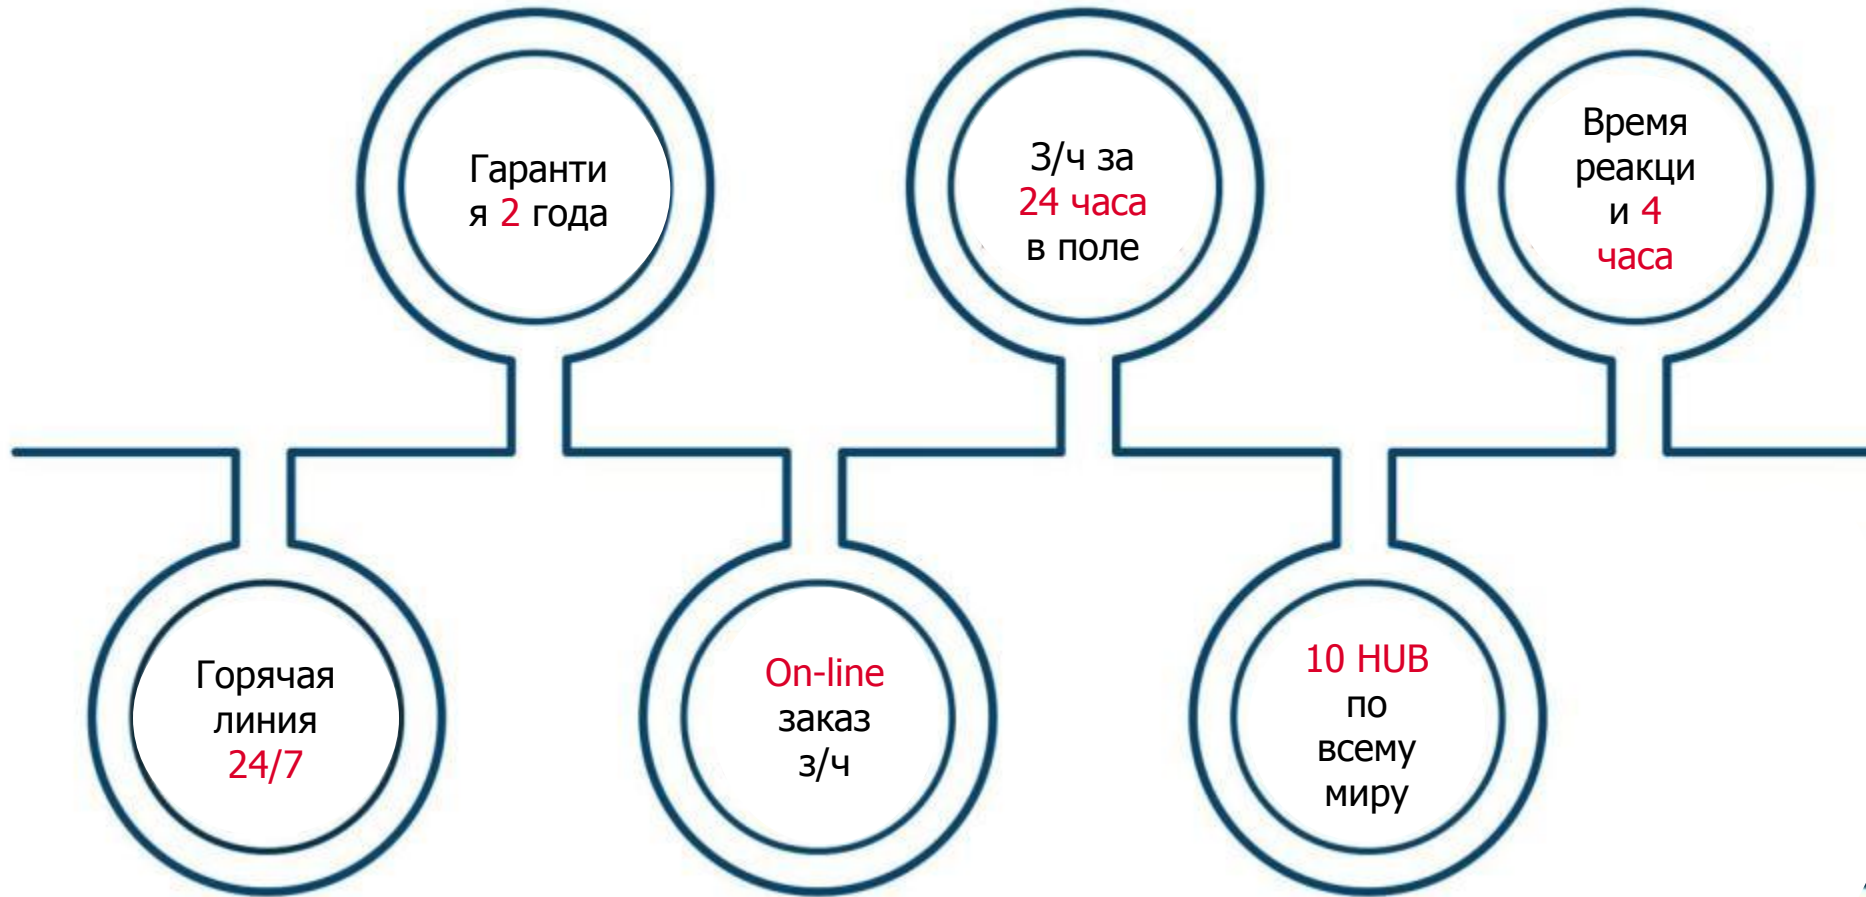 Гаранти
я 2 года
З/ч за
24 часа
в поле
Время
реакци
и 4
часа
Горячая
линия
24/7
On-line
заказ
з/ч
10 HUB
по
всему
миру